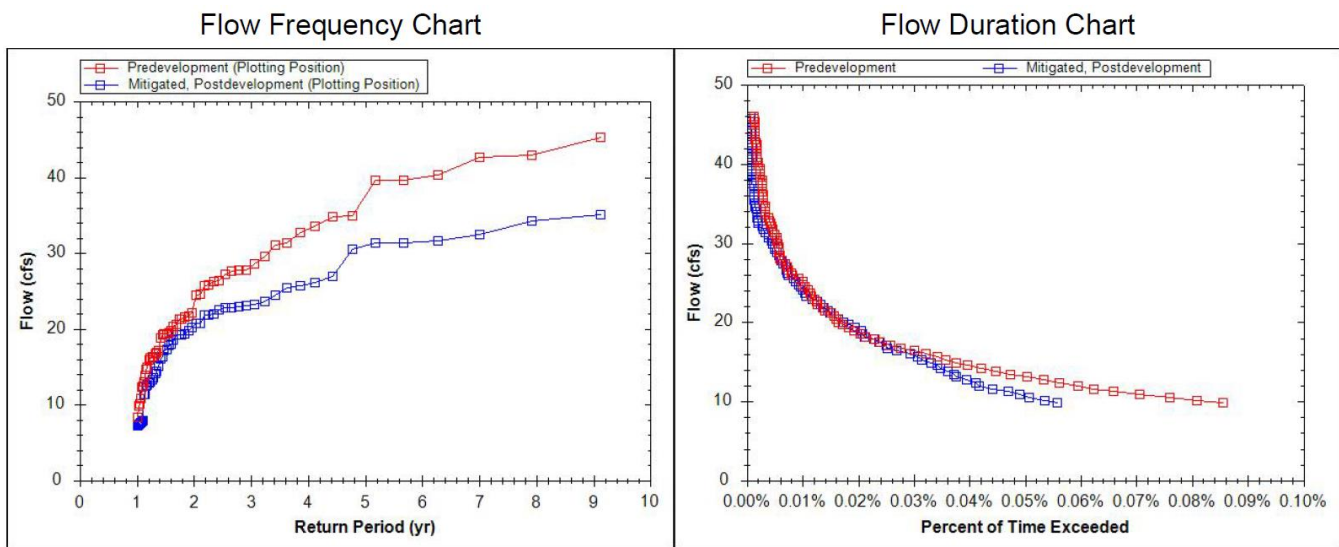 Flow Frequency Chart
Predevelopment (Plotting Position)
Mitigated, Postdevelopment (Plotting Position)
50
40
30
20
10
0
Flow (cfs)
0 1 2 3 4 5 6 7 8 9 10
Return Period (yr)
Flow Duration Chart
Predevelopment Mitigated, Postdevelopment
50
40
30
20
10
0
Flow (cfs)
0.00% 0.01% 0.02% 0.03% 0.04% 0.05% 0.06% 0.07% 0.08% 0.09% 0.10%
Percent of Time Exceeded